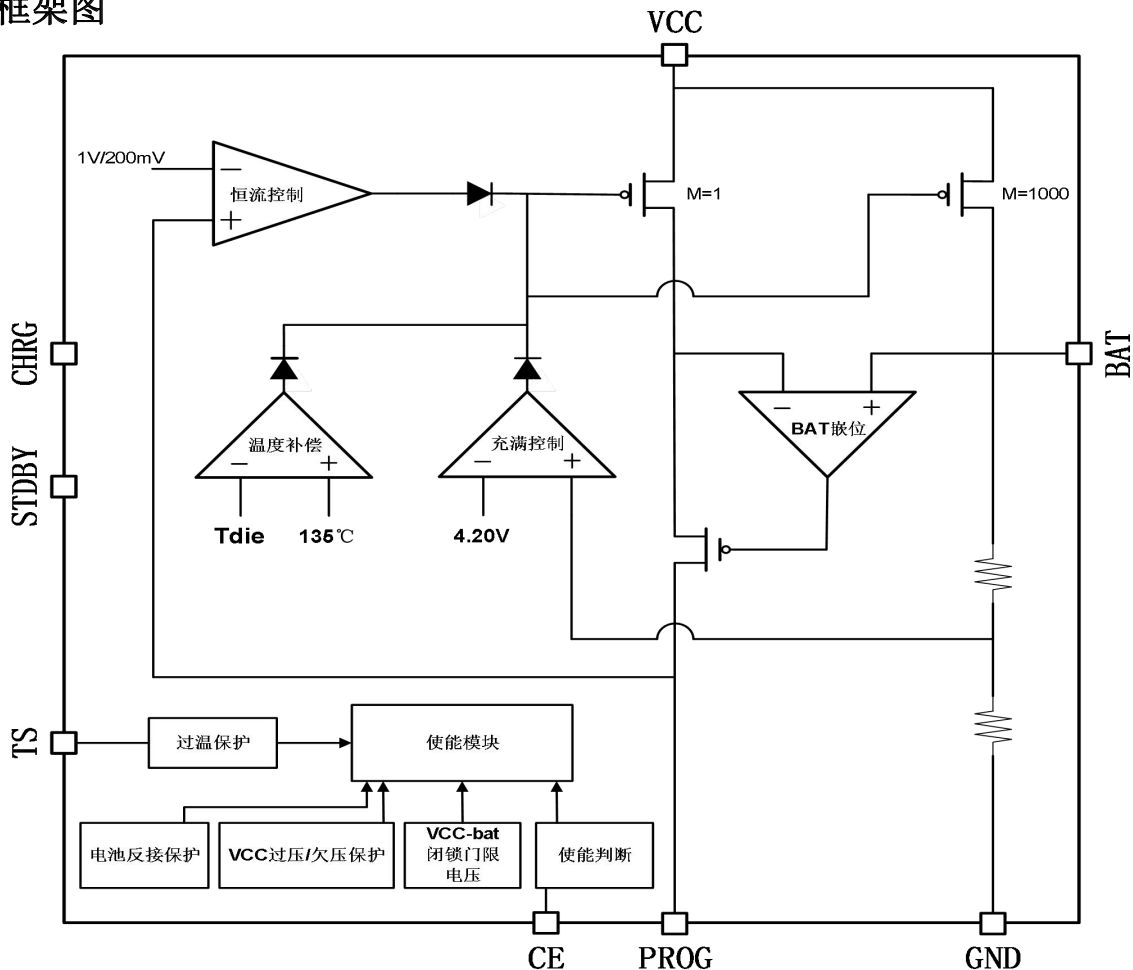 框架图
VCC
1V/200mV
恒流控制
M=1
M=1000
CHRG
BAT
BAT嵌位
温度补偿
充满控制
STDBY
Tdie
135℃
4.20V
TS
过温保护
使能模块
电池反接保护
VCC过压/欠压保护
VCC-bat
闭锁门限
电压
使能判断
CE
PROG
GND